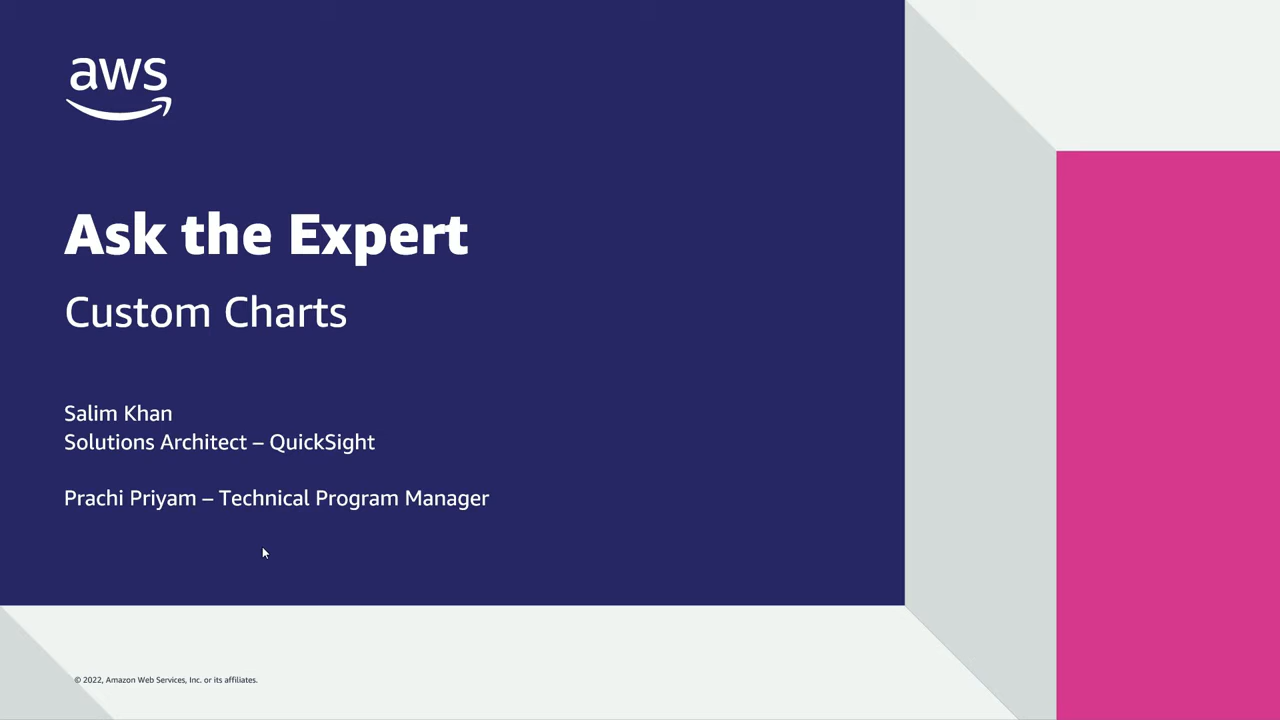 aws
Ask the Expert
Custom Charts
Salim Khan
Solutions Architect – QuickSight
Prachi Priyam – Technical Program Manager
© 2022, Amazon Web Services, Inc. or its affiliates.